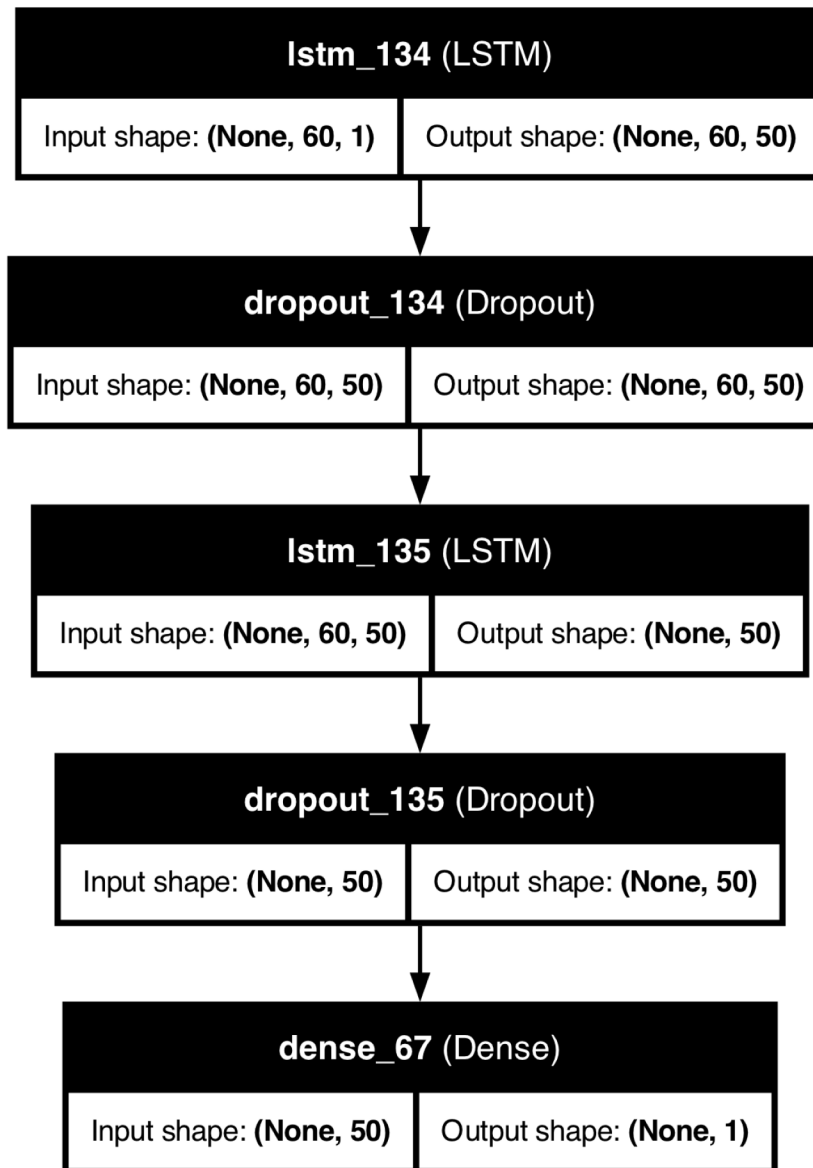 lstm_134 (LSTM)
Input shape: (None, 60, 1) Output shape: (None, 60, 50)
dropout_134 (Dropout)
Input shape: (None, 60, 50) Output shape: (None, 60, 50)
lstm_135 (LSTM)
Input shape: (None, 60, 50) Output shape: (None, 50)
dropout_135 (Dropout)
Input shape: (None, 50) Output shape: (None, 50)
dense_67 (Dense)
Input shape: (None, 50) Output shape: (None, 1)